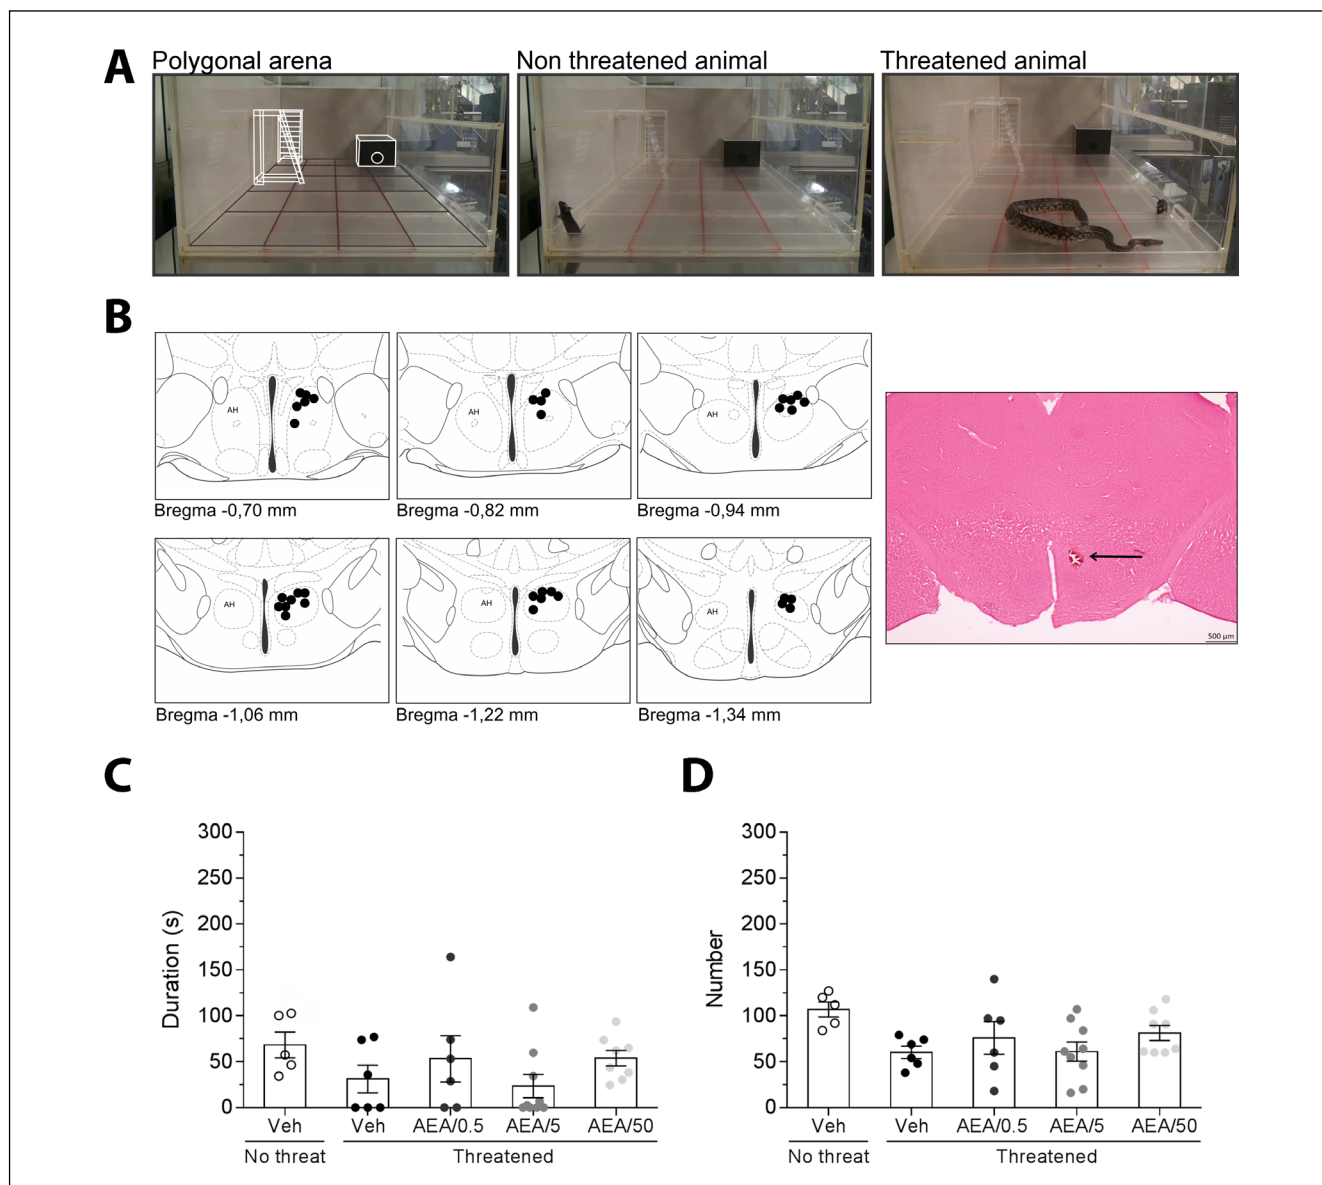 A
Polygonal arena
Non threatened animal
Threatened animal
B
AH
AH
AH
Bregma -0,70 mm
Bregma -0,82 mm
Bregma -0,94 mm
AH
AH
AH
500 µm
Bregma -1,06 mm
Bregma -1,22 mm
Bregma -1,34 mm
C
300
250
200
150
100
50
0
Duration (s)
Veh
Veh
AEA/0.5
AEA/5
AEA/50
No threat
Threatened
D
300
250
200
150
100
50
0
Number
Veh
Veh
AEA/0.5
AEA/5
AEA/50
No threat
Threatened